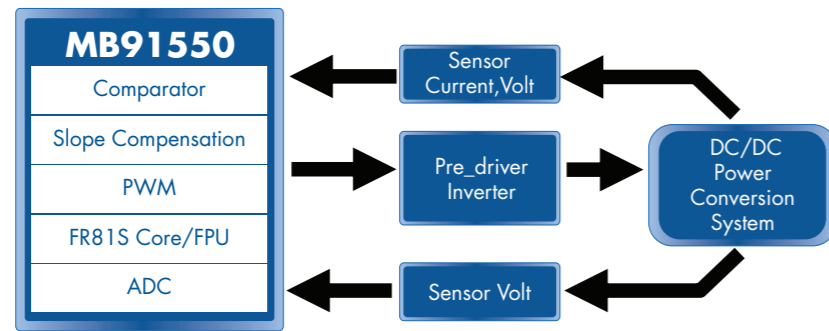 MB91550
Comparator
Slope Compensation
PWM
FR81S Core/FPU
ADC
Sensor
Current,Volt
Pre_driver
Inverter
Sensor Volt
DC/DC
Power
Conversion
System